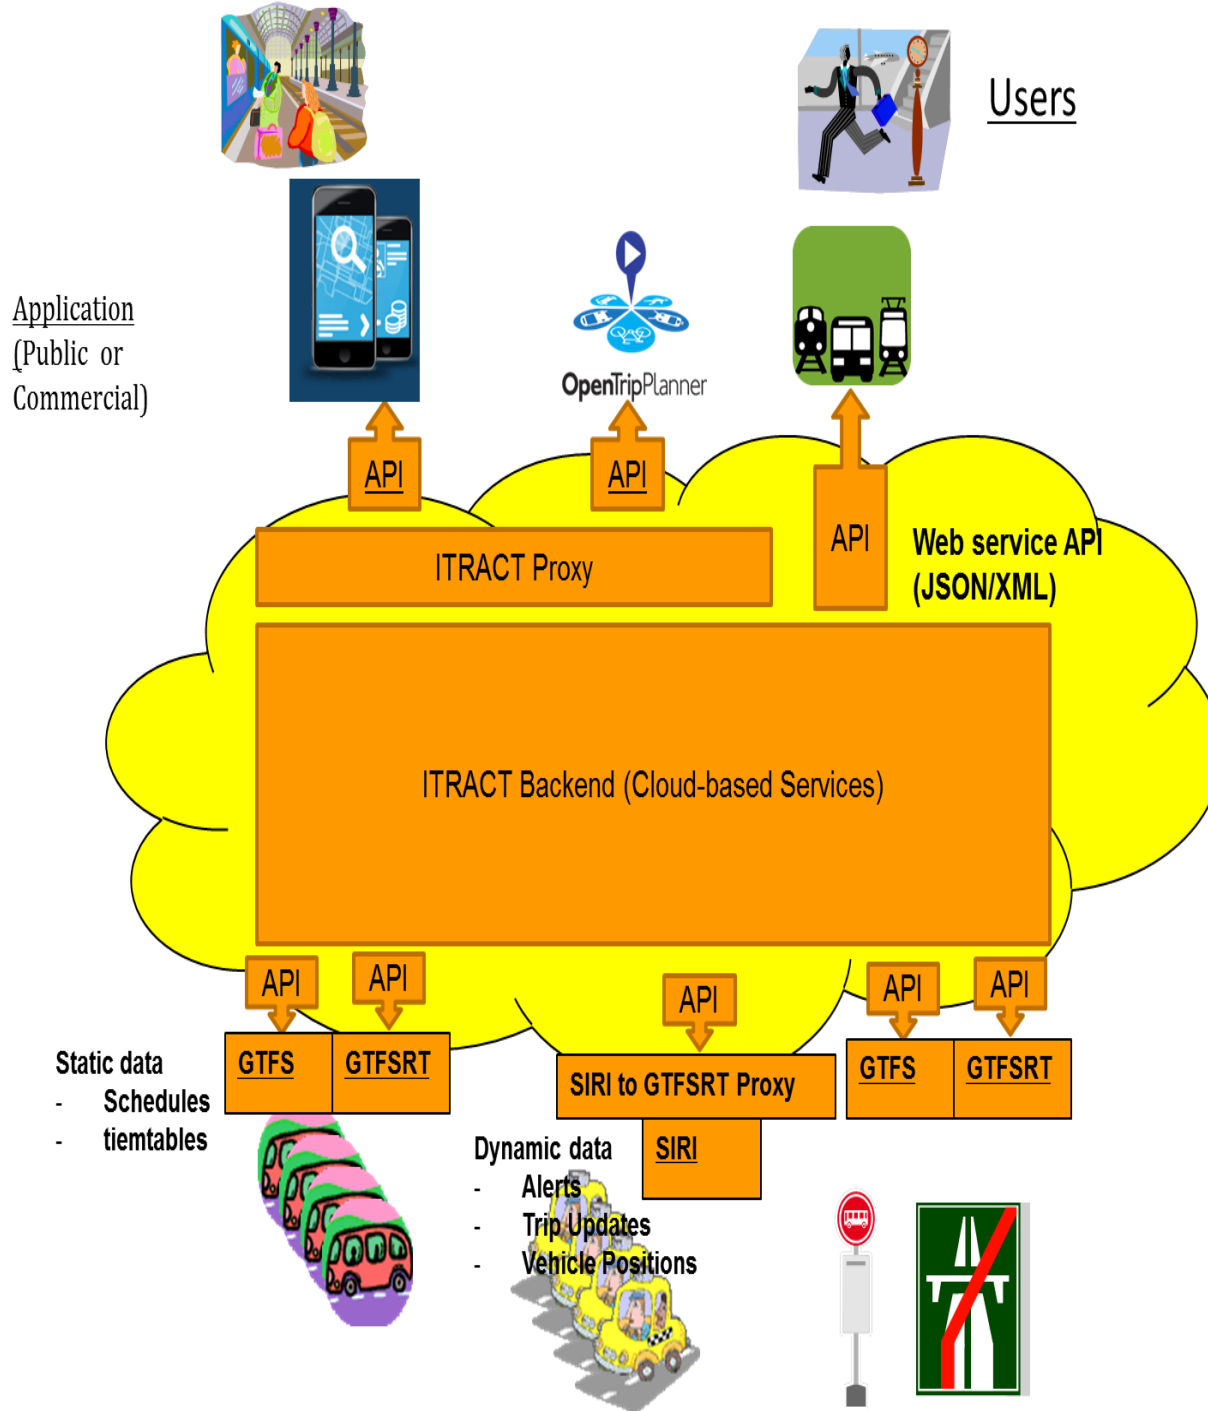 Users
Application
(Public or
Commercial)
OpenTripPlanner
API
API
API
Web service API
(JSON/XML)
ITRACT Proxy
ITRACT Backend (Cloud-based Services)
API
API
API
API
API
GTFS
GTFSRT
SIRI to GTFSRT Proxy
GTFS
GTFSRT
Static data
- Schedules
- tiemtables
SIRI
Dynamic data
- Alerts
- Trip Updates
- Vehicle Positions